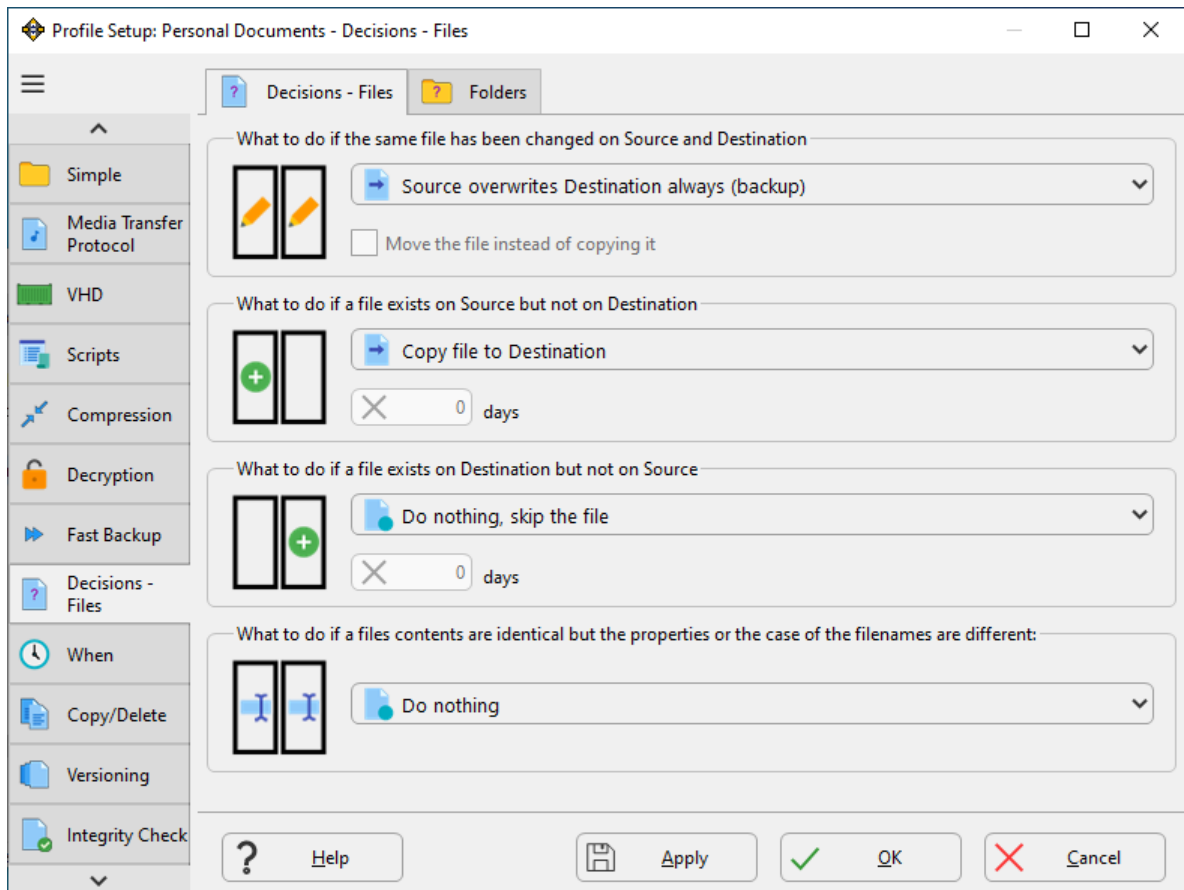 Profile Setup: Personal Documents - Decisions - Files
Decisions - Files
Folders
Simple
Media Transfer
Protocol
VHD
Scripts
Compression
Decryption
Fast Backup
Decisions -
Files
When
Copy/Delete
Versioning
Integrity Check
What to do if the same file has been changed on Source and Destination
Source overwrites Destination always (backup)
Move the file instead of copying it
What to do if a file exists on Source but not on Destination
Copy file to Destination
0 days
What to do if a file exists on Destination but not on Source
Do nothing, skip the file
0 days
What to do if a files contents are identical but the properties or the case of the filenames are different:
Do nothing
? Help
Apply
OK
Cancel